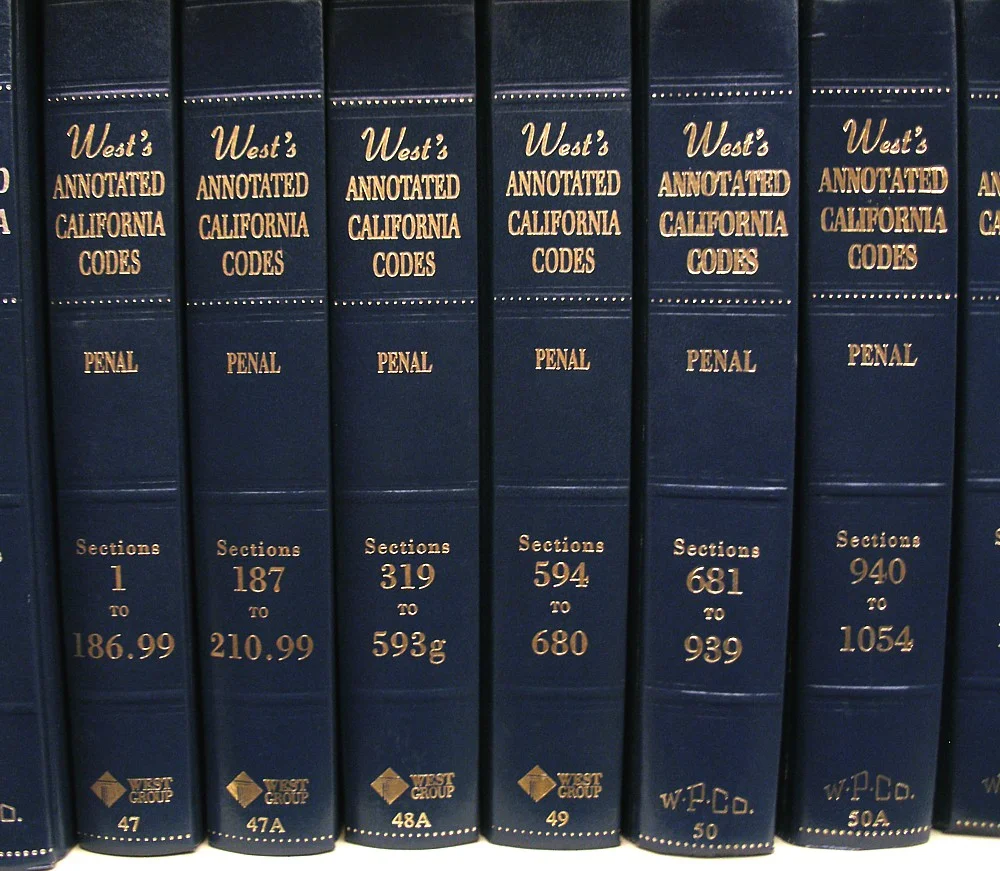 West's
ANNOTATED
CALIFORNIA
CODES
PENAL
Sections
1
TO
186.99
WEST
GROUP
47
West's
ANNOTATED
CALIFORNIA
CODES
PENAL
Sections
187
TO
210.99
WEST
GROUP
47A
West's
ANNOTATED
CALIFORNIA
CODES
PENAL
Sections
319
TO
593g
WEST
GROUP
48A
West's
ANNOTATED
CALIFORNIA
CODES
PENAL
Sections
594
TO
680
WEST
GROUP
49
West's
ANNOTATED
CALIFORNIA
CODES
PENAL
Sections
681
TO
939
W.P.Co.
50
West's
ANNOTATED
CALIFORNIA
CODES
PENAL
Sections
940
TO
1054
W.P.Co.
50A